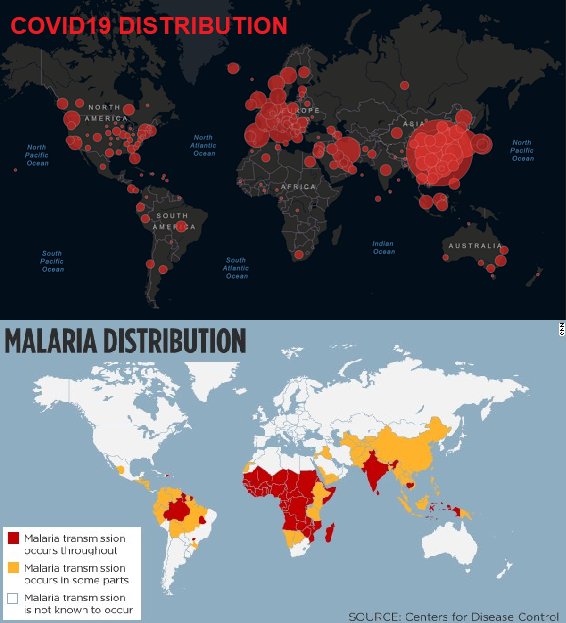 COVID19 DISTRIBUTION
NORTH
AMERICA
EUROPE
ASIA
North
Pacific
Ocean
North
Atlantic
Ocean
North
Pacific
Ocean
AFRICA
SOUTH
AMERICA
South
Pacific
Ocean
South
Atlantic
Ocean
Indian
Ocean
AUSTRALIA
MALARIA DISTRIBUTION
CNN
Malaria transmission
occurs throughout
Malaria transmission
occurs in some parts
Malaria transmission
is not known to occur
SOURCE: Centers for Disease Control